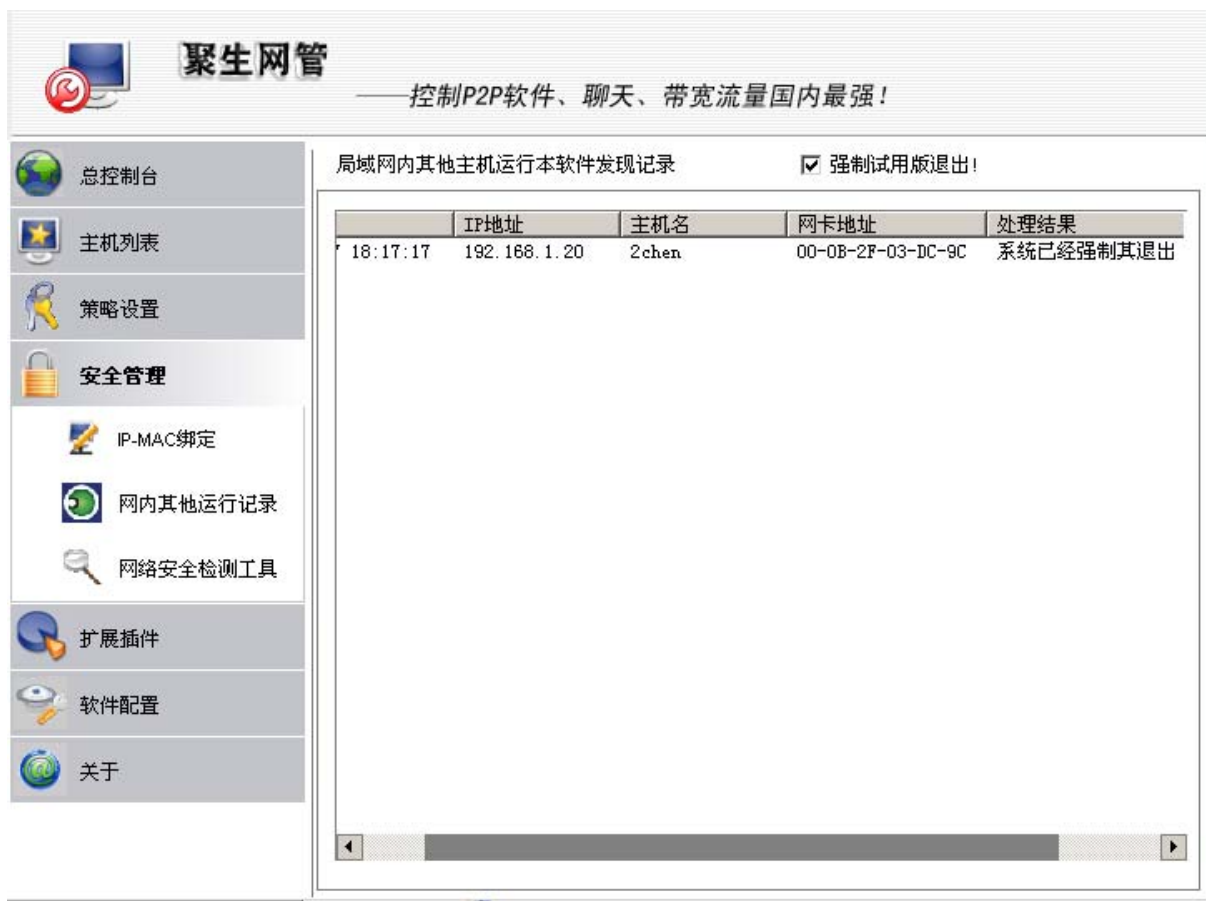 聚生网管
——控制P2P软件、聊天、带宽流量国内最强!
总控制台
主机列表
策略设置
安全管理
IP-MAC绑定
网内其他运行记录
网络安全检测工具
扩展插件
软件配置
关于
局域网内其他主机运行本软件发现记录 强制试用版退出!
IP地址 主机名 网卡地址 处理结果
18:17:17 192.168.1.20 2chen 00-0B-2F-03-DC-9C 系统已经强制其退出